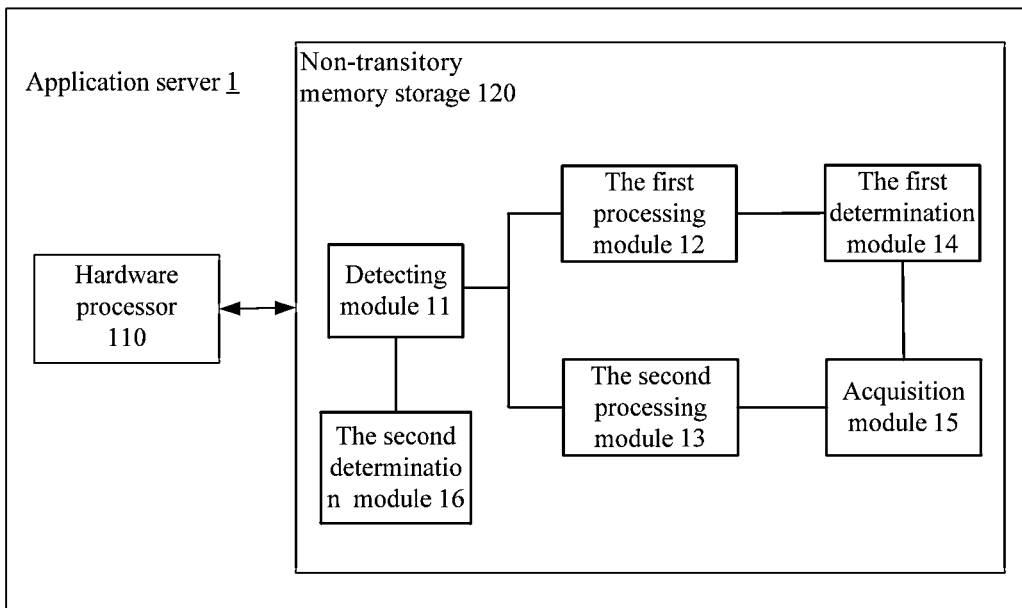 Application server 1
Non-transitory
memory storage 120
Hardware
processor
110
Detecting
module 11
The first
processing
module 12
The first
determination
module 14
The second
processing
module 13
Acquisition
module 15
The second
determinatio
n module 16